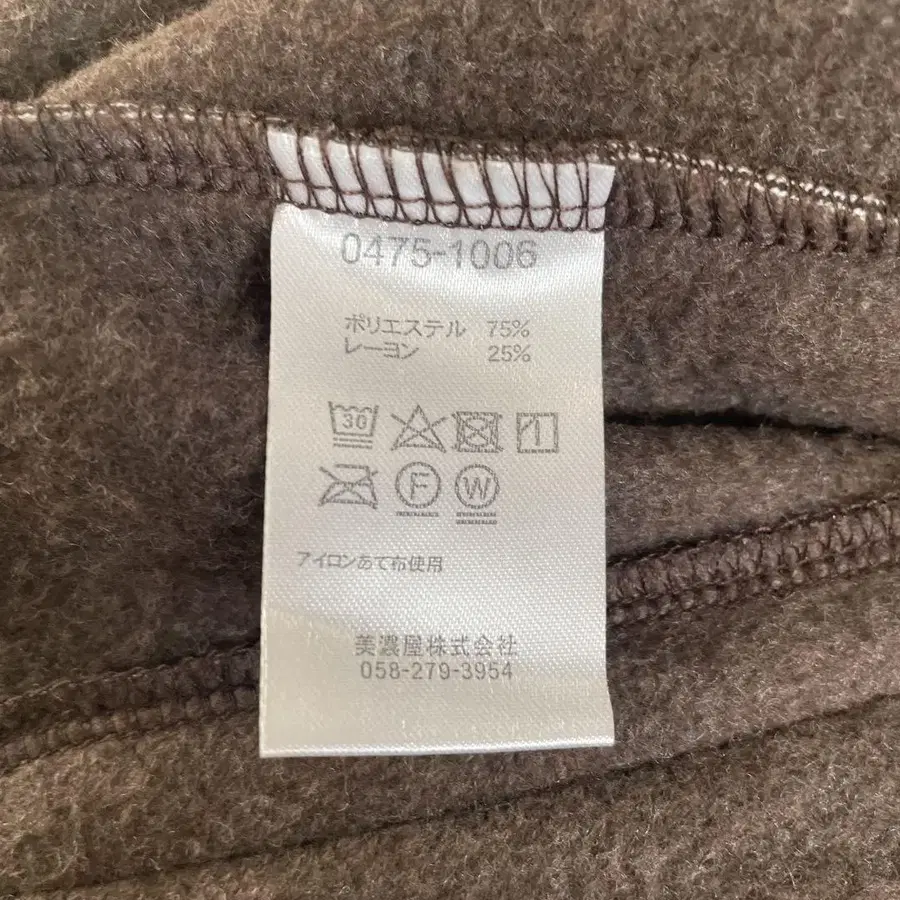 0475-1006
ポリエステル 75%
レーヨン 25%
30
F W
アイロンあて布使用
美濃屋株式会社
058-279-3954